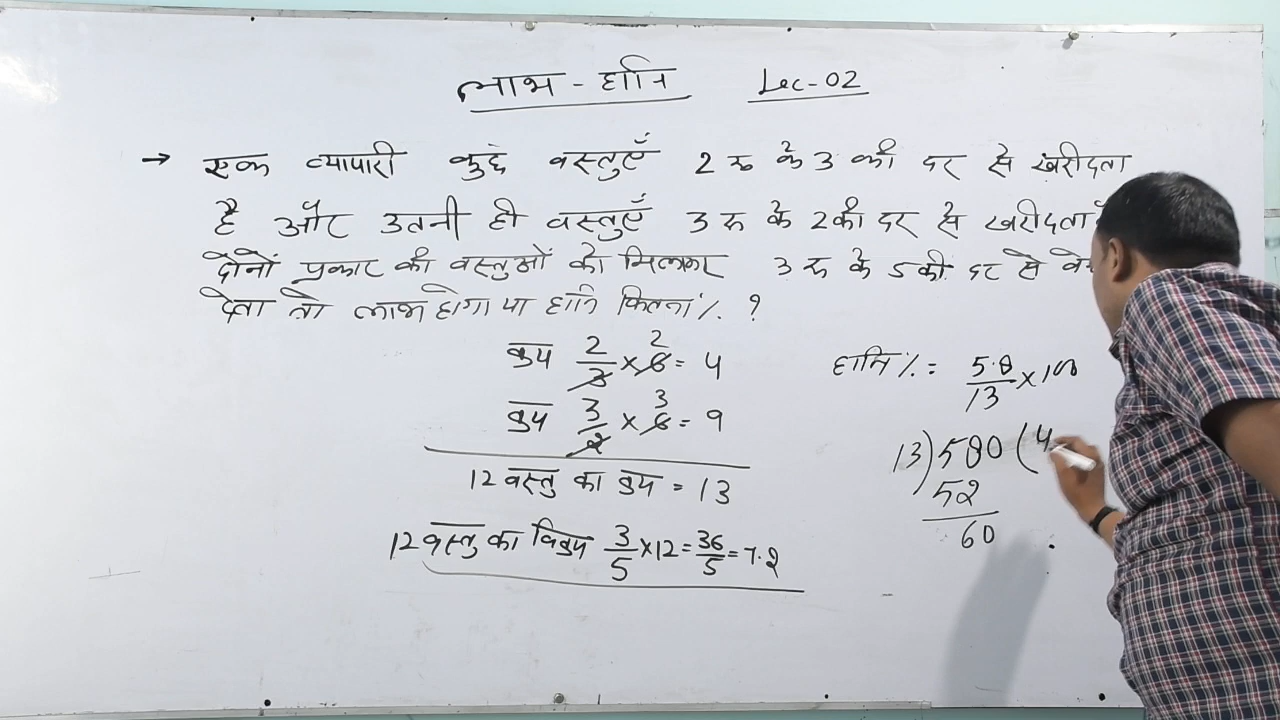 लाभ - हानि Lec-02
→ एक व्यापारी कुछ वस्तुएँ 2 रु के 3 की दर से खरीदता
है और उतनी ही वस्तुएँ 3 रु के 2 की दर से खरीदता
दोनों प्रकार की वस्तुओं को मिलाकर 3 रु के 5 की दर से
देता तो लाभ होगा या हानि कितना % ?
क्रय 2/3 × 6 2 = 4
क्रय 3/2 × 6 3 = 9
12 वस्तु का क्रय = 13
12 वस्तु का विक्रय 3/5 × 12 = 36/5 = 7.2
हानि % = 5.8/13 × 100
13 ) 580 ( 4
52
60